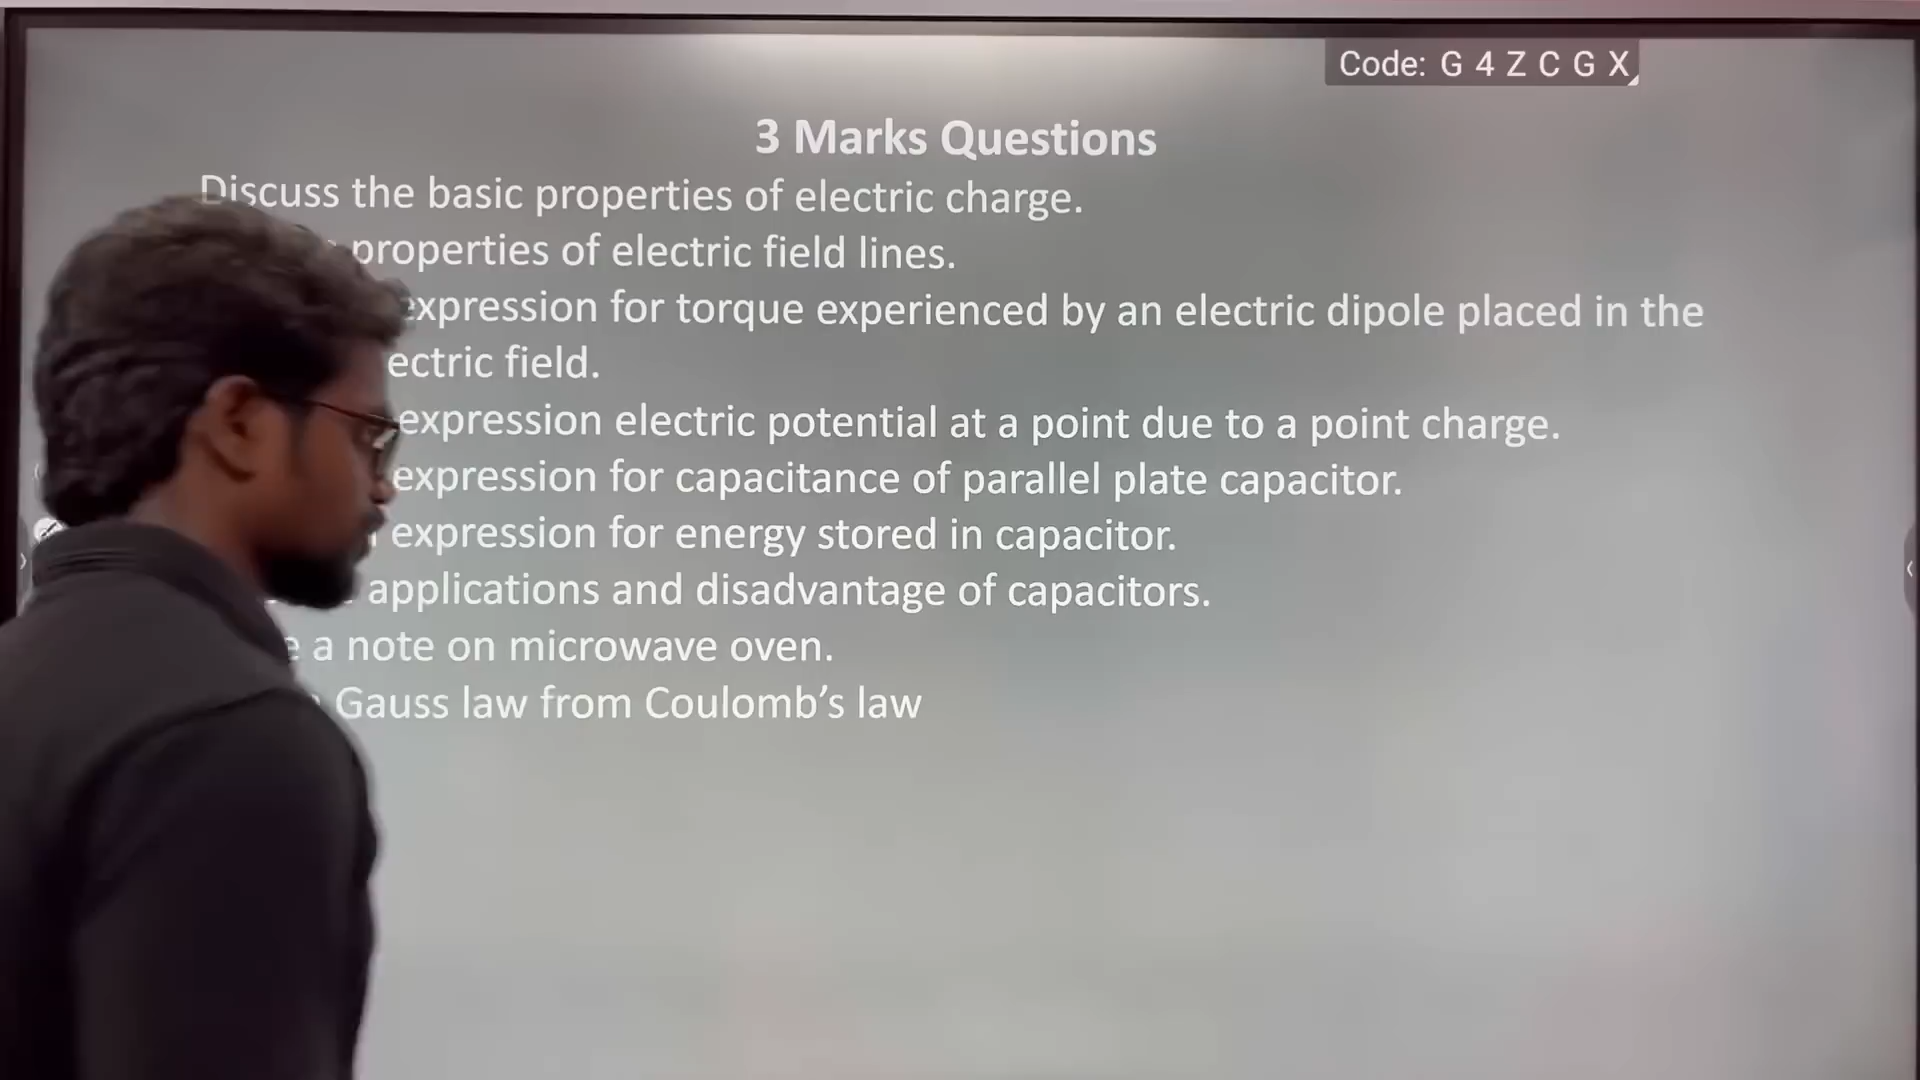 Code: G 4 Z C G X
3 Marks Questions
Discuss the basic properties of electric charge.
properties of electric field lines.
expression for torque experienced by an electric dipole placed in the
field.
expression electric potential at a point due to a point charge.
expression for capacitance of parallel plate capacitor.
expression for energy stored in capacitor.
applications and disadvantage of capacitors.
a note on microwave oven.
Gauss law from Coulomb’s law